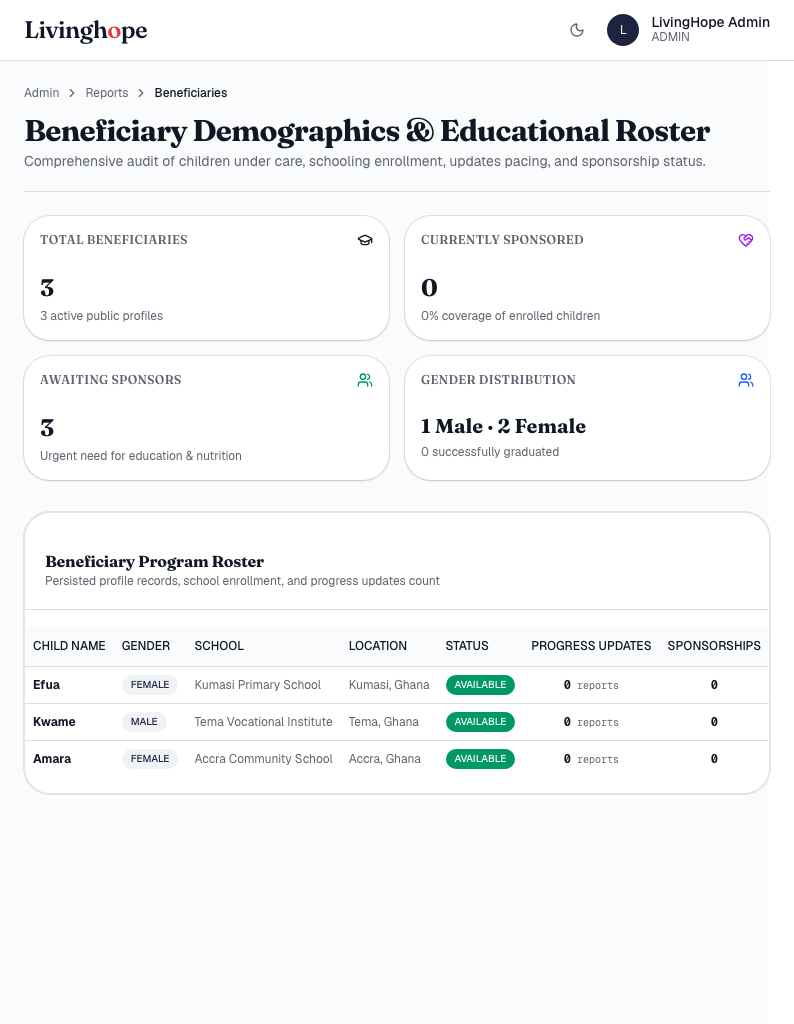 Livinghope
L
LivingHope Admin
ADMIN
Admin > Reports > Beneficiaries
Beneficiary Demographics & Educational Roster
Comprehensive audit of children under care, schooling enrollment, updates pacing, and sponsorship status.
TOTAL BENEFICIARIES
3
3 active public profiles
CURRENTLY SPONSORED
0
0% coverage of enrolled children
AWAITING SPONSORS
3
Urgent need for education & nutrition
GENDER DISTRIBUTION
1 Male · 2 Female
0 successfully graduated
Beneficiary Program Roster
Persisted profile records, school enrollment, and progress updates count
CHILD NAME GENDER SCHOOL LOCATION STATUS PROGRESS UPDATES SPONSORSHIPS
Efua FEMALE Kumasi Primary School Kumasi, Ghana AVAILABLE 0 reports 0
Kwame MALE Tema Vocational Institute Tema, Ghana AVAILABLE 0 reports 0
Amara FEMALE Accra Community School Accra, Ghana AVAILABLE 0 reports 0